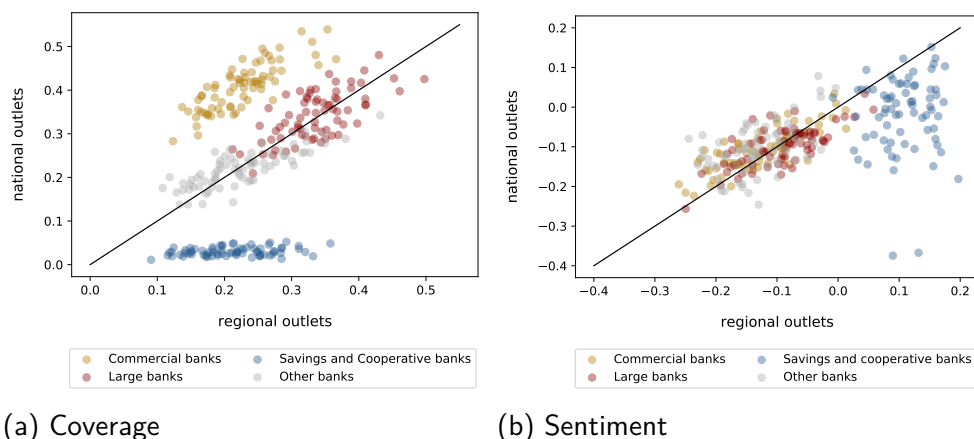 0.5
0.4
0.3
0.2
0.1
0.0
national outlets
0.0 0.1 0.2 0.3 0.4 0.5
regional outlets
Commercial banks
Large banks
Savings and Cooperative banks
Other banks
(a) Coverage
0.2
0.1
0.0
−0.1
−0.2
−0.3
−0.4
national outlets
−0.4 −0.3 −0.2 −0.1 0.0 0.1 0.2
regional outlets
Commercial banks
Large banks
Savings and cooperative banks
Other banks
(b) Sentiment